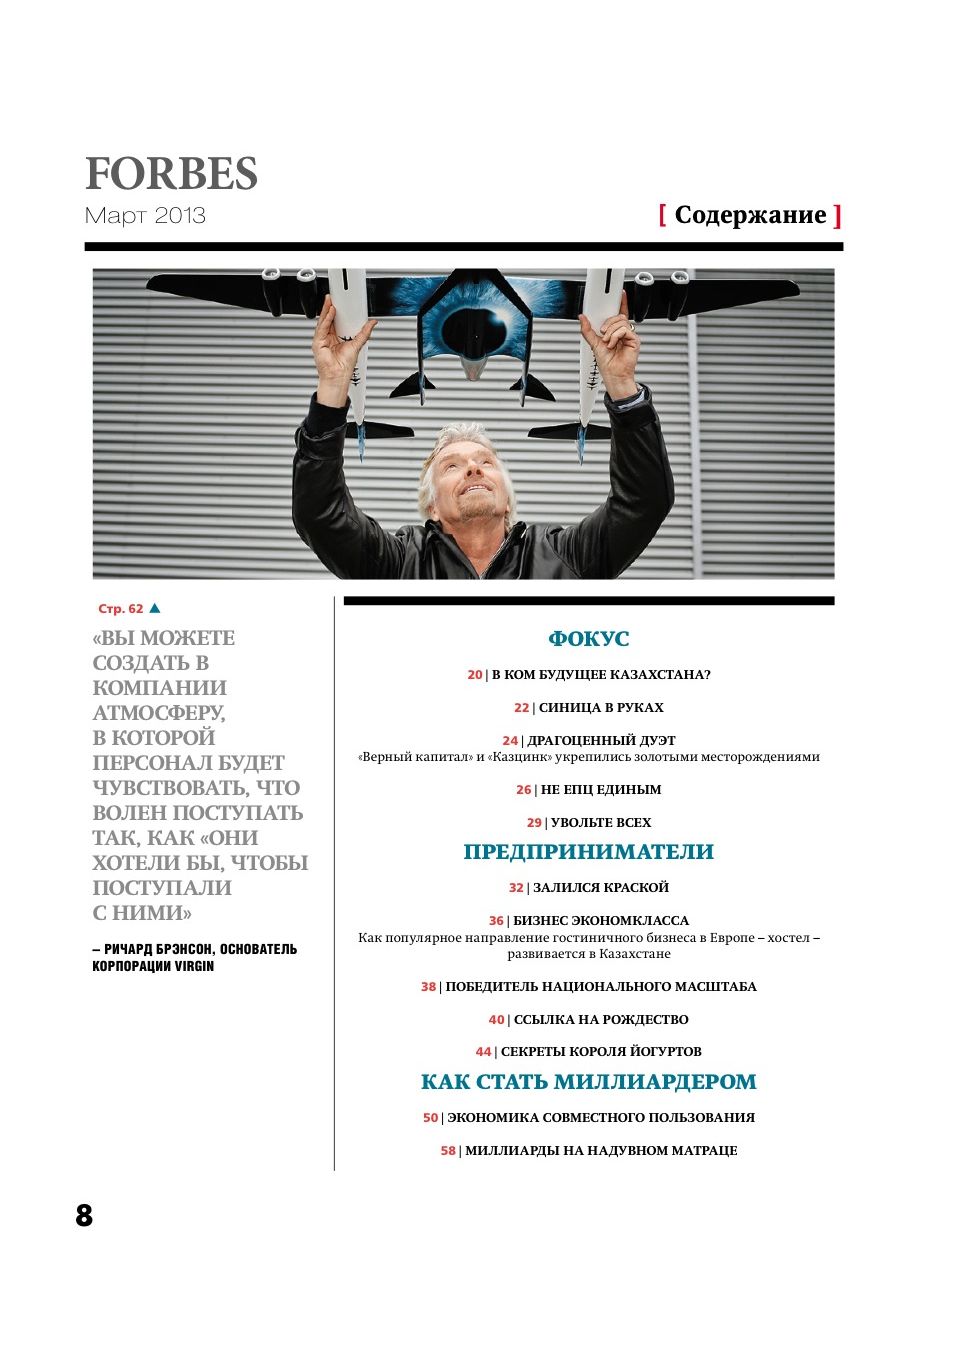 FORBES
Март 2013
[ Содержание ]
Стр. 62 ▲
«ВЫ МОЖЕТЕ
СОЗДАТЬ В
КОМПАНИИ
АТМОСФЕРУ,
В КОТОРОЙ
ПЕРСОНАЛ БУДЕТ
ЧУВСТВОВАТЬ, ЧТО
ВОЛЕН ПОСТУПАТЬ
ТАК, КАК «ОНИ
ХОТЕЛИ БЫ, ЧТОБЫ
ПОСТУПАЛИ
С НИМИ»
– РИЧАРД БРЭНСОН, ОСНОВАТЕЛЬ
КОРПОРАЦИИ VIRGIN
ФОКУС
20 | В КОМ БУДУЩЕЕ КАЗАХСТАНА?
22 | СИНИЦА В РУКАХ
24 | ДРАГОЦЕННЫЙ ДУЭТ
«Верный капитал» и «Казцинк» укрепились золотыми месторождениями
26 | НЕ ЕПЦ ЕДИНЫМ
29 | УВОЛЬТЕ ВСЕХ
ПРЕДПРИНИМАТЕЛИ
32 | ЗАЛИЛСЯ КРАСКОЙ
36 | БИЗНЕС ЭКОНОМКЛАССА
Как популярное направление гостиничного бизнеса в Европе – хостел –
развивается в Казахстане
38 | ПОБЕДИТЕЛЬ НАЦИОНАЛЬНОГО МАСШТАБА
40 | ССЫЛКА НА РОЖДЕСТВО
44 | СЕКРЕТЫ КОРОЛЯ ЙОГУРТОВ
КАК СТАТЬ МИЛЛИАРДЕРОМ
50 | ЭКОНОМИКА СОВМЕСТНОГО ПОЛЬЗОВАНИЯ
58 | МИЛЛИАРДЫ НА НАДУВНОМ МАТРАЦЕ
8